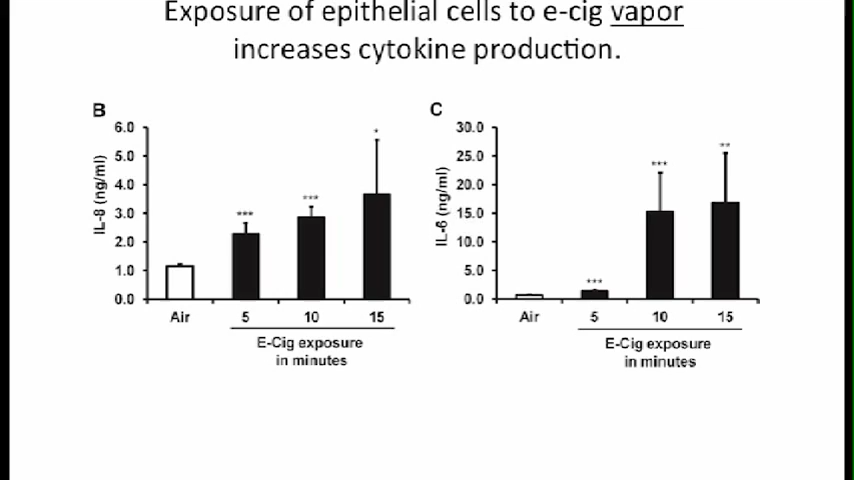 Exposure of epithelial cells to e-cig vapor
increases cytokine production.
B
6.0
5.0
4.0
3.0
2.0
1.0
0.0
IL-8 (ng/ml)
***
***
*
Air
5
10
15
E-Cig exposure
in minutes
C
30.0
25.0
20.0
15.0
10.0
5.0
0.0
IL-6 (ng/ml)
***
***
**
Air
5
10
15
E-Cig exposure
in minutes